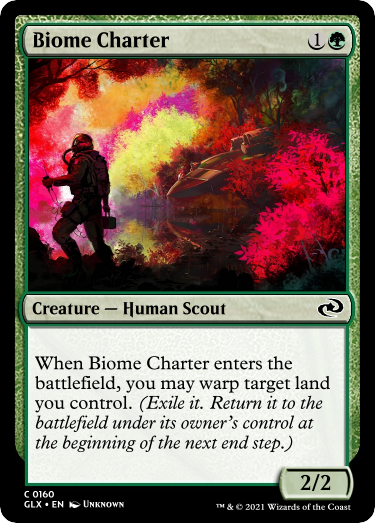 Biome Charter 1
Creature — Human Scout
When Biome Charter enters the
battlefield, you may warp target land
you control. (Exile it. Return it to the
battlefield under its owner's control at
the beginning of the next end step.)
2/2
C 0160
GLX • EN Unknown
™ & © 2021 Wizards of the Coast